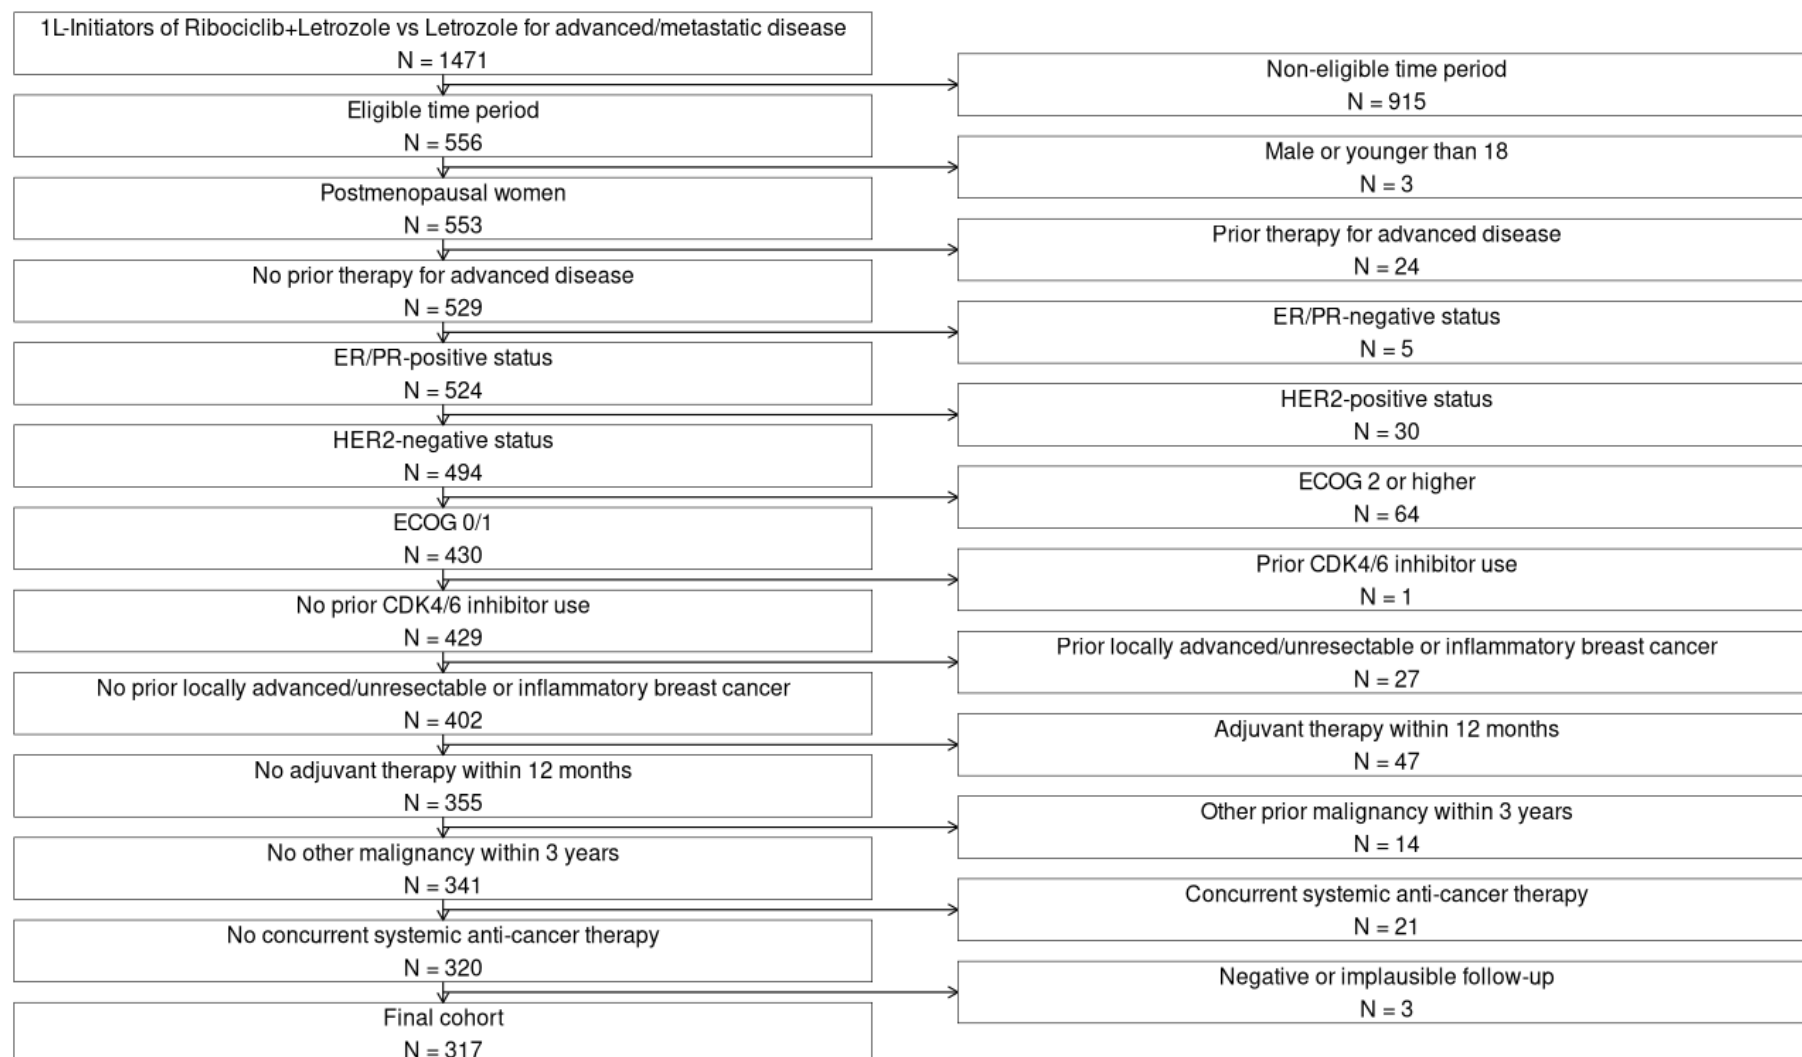 1L-Initiators of Ribociclib+Letrozole vs Letrozole for advanced/metastatic disease
N = 1471
Non-eligible time period
N = 915
Eligible time period
N = 556
Male or younger than 18
N = 3
Postmenopausal women
N = 553
Prior therapy for advanced disease
N = 24
No prior therapy for advanced disease
N = 529
ER/PR-negative status
N = 5
ER/PR-positive status
N = 524
HER2-positive status
N = 30
HER2-negative status
N = 494
ECOG 2 or higher
N = 64
ECOG 0/1
N = 430
Prior CDK4/6 inhibitor use
N = 1
No prior CDK4/6 inhibitor use
N = 429
Prior locally advanced/unresectable or inflammatory breast cancer
N = 27
No prior locally advanced/unresectable or inflammatory breast cancer
N = 402
Adjuvant therapy within 12 months
N = 47
No adjuvant therapy within 12 months
N = 355
Other prior malignancy within 3 years
N = 14
No other malignancy within 3 years
N = 341
Concurrent systemic anti-cancer therapy
N = 21
No concurrent systemic anti-cancer therapy
N = 320
Negative or implausible follow-up
N = 3
Final cohort
N = 317